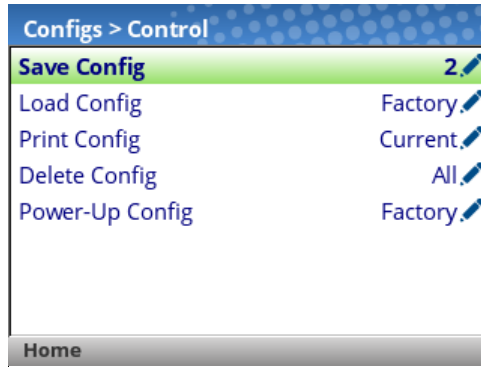 Configs > Control
Save Config 2
Load Config Factory
Print Config Current
Delete Config All
Power-Up Config Factory
Home